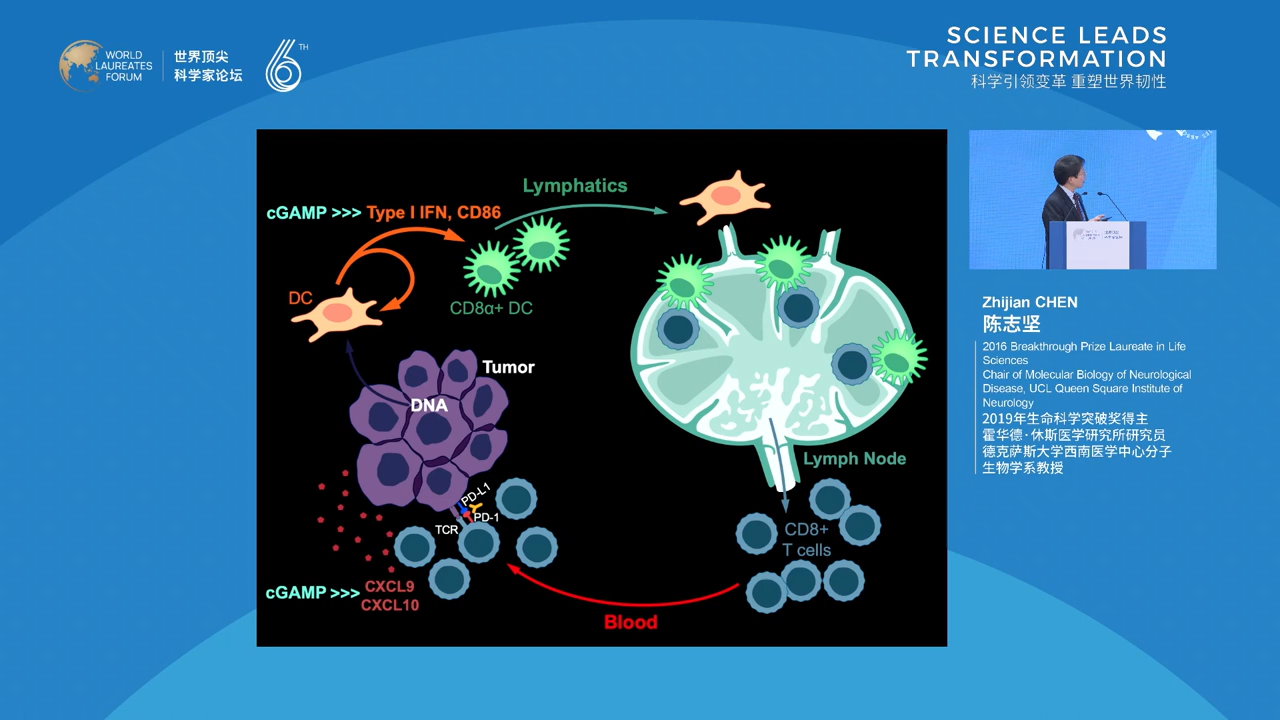 WORLD
LAUREATES
FORUM
世界顶尖
科学家论坛
6TH
SCIENCE LEADS
TRANSFORMATION
科学引领变革 重塑世界韧性
Lymphatics
cGAMP >>> Type I IFN, CD86
DC
CD8α+ DC
Tumor
DNA
Lymph Node
PD-L1
PD-1
TCR
CD8+
T cells
cGAMP >>> CXCL9
CXCL10
Blood
Zhijian CHEN
陈志坚
2016 Breakthrough Prize Laureate in Life
Sciences
Chair of Molecular Biology of Neurological
Disease, UCL Queen Square Institute of
Neurology
2019年生命科学突破奖得主
霍华德·休斯医学研究所研究员
德克萨斯大学西南医学中心分子
生物学系教授